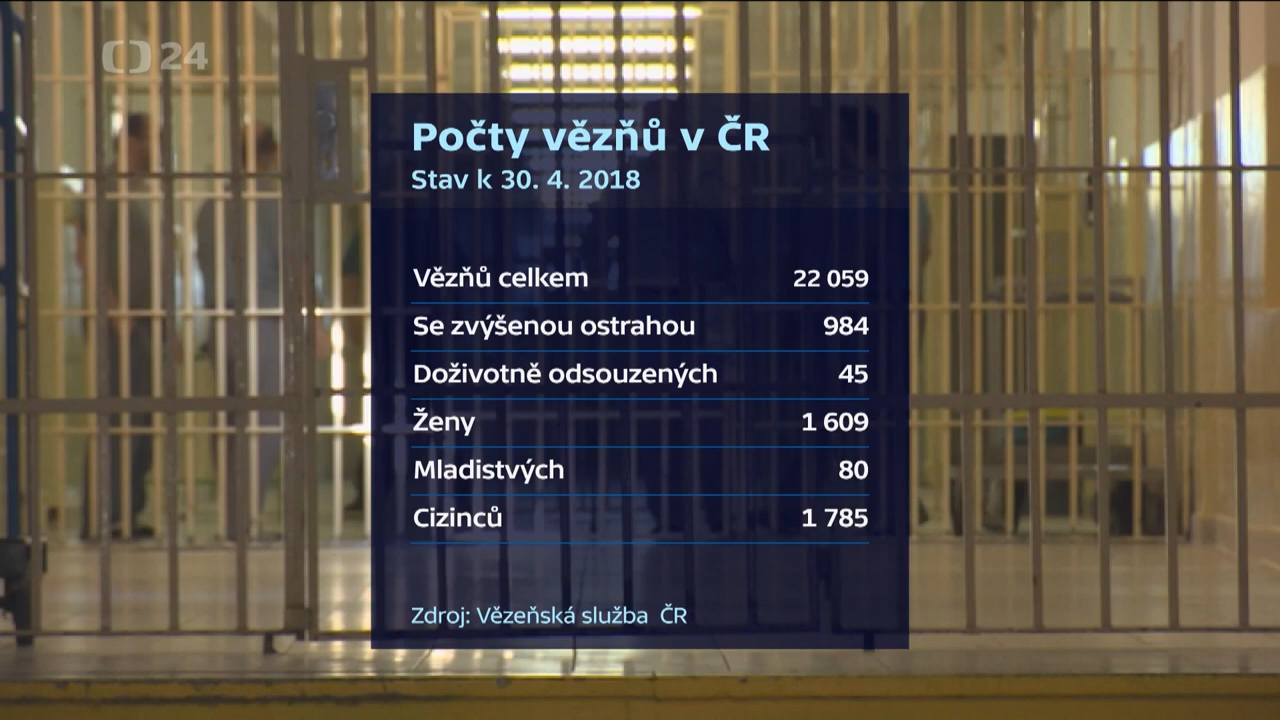 24
Počty vězňů v ČR
Stav k 30. 4. 2018
Vězňů celkem 22 059
Se zvýšenou ostrahou 984
Doživotně odsouzených 45
Ženy 1 609
Mladistvých 80
Cizinců 1 785
Zdroj: Vězeňská služba ČR